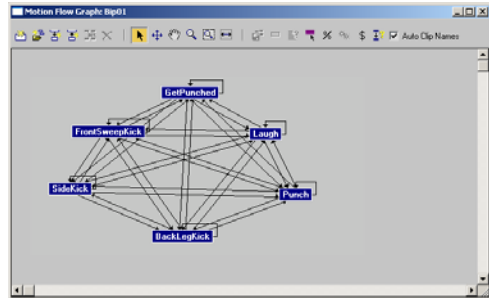 Motion Flow Graph: Bip01
$
Auto Clip Names
GetPunched
FrontSweepKick
Laugh
SideKick
Punch
BackLegKick